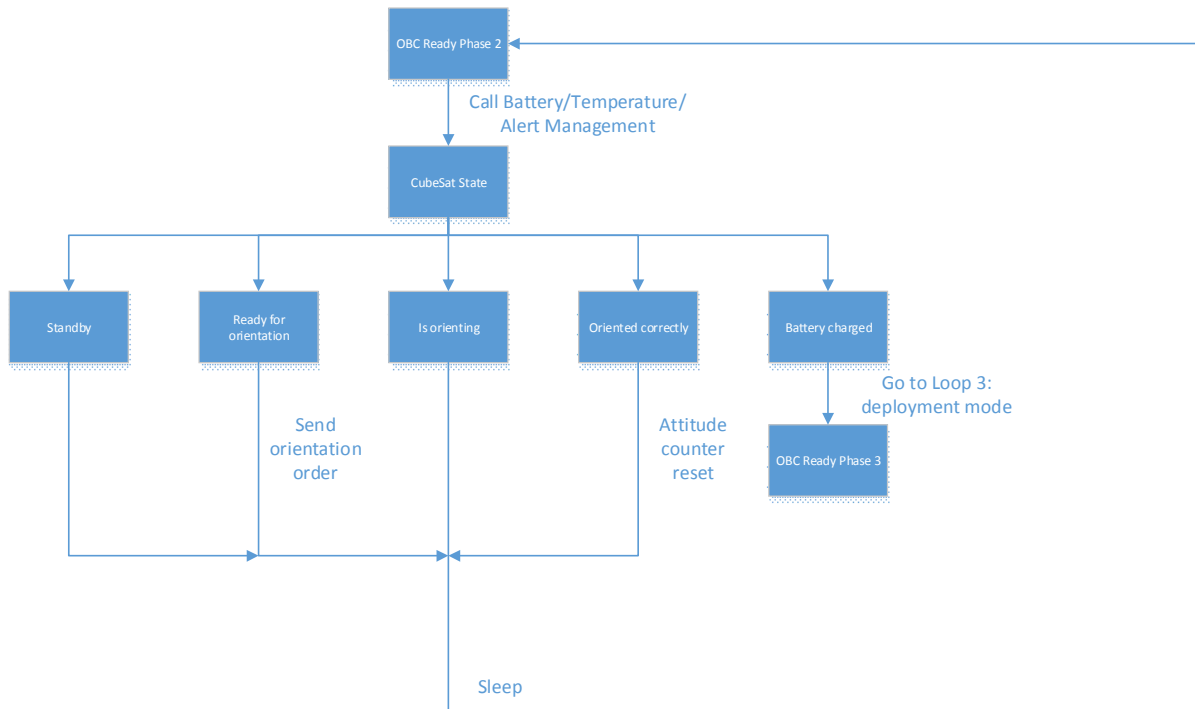 OBC Ready Phase 2
Call Battery/Temperature/
Alert Management
CubeSat State
Standby
Ready for
orientation
Is orienting
Oriented correctly
Battery charged
Go to Loop 3:
deployment mode
Send
orientation
order
Attitude
counter
reset
OBC Ready Phase 3
Sleep